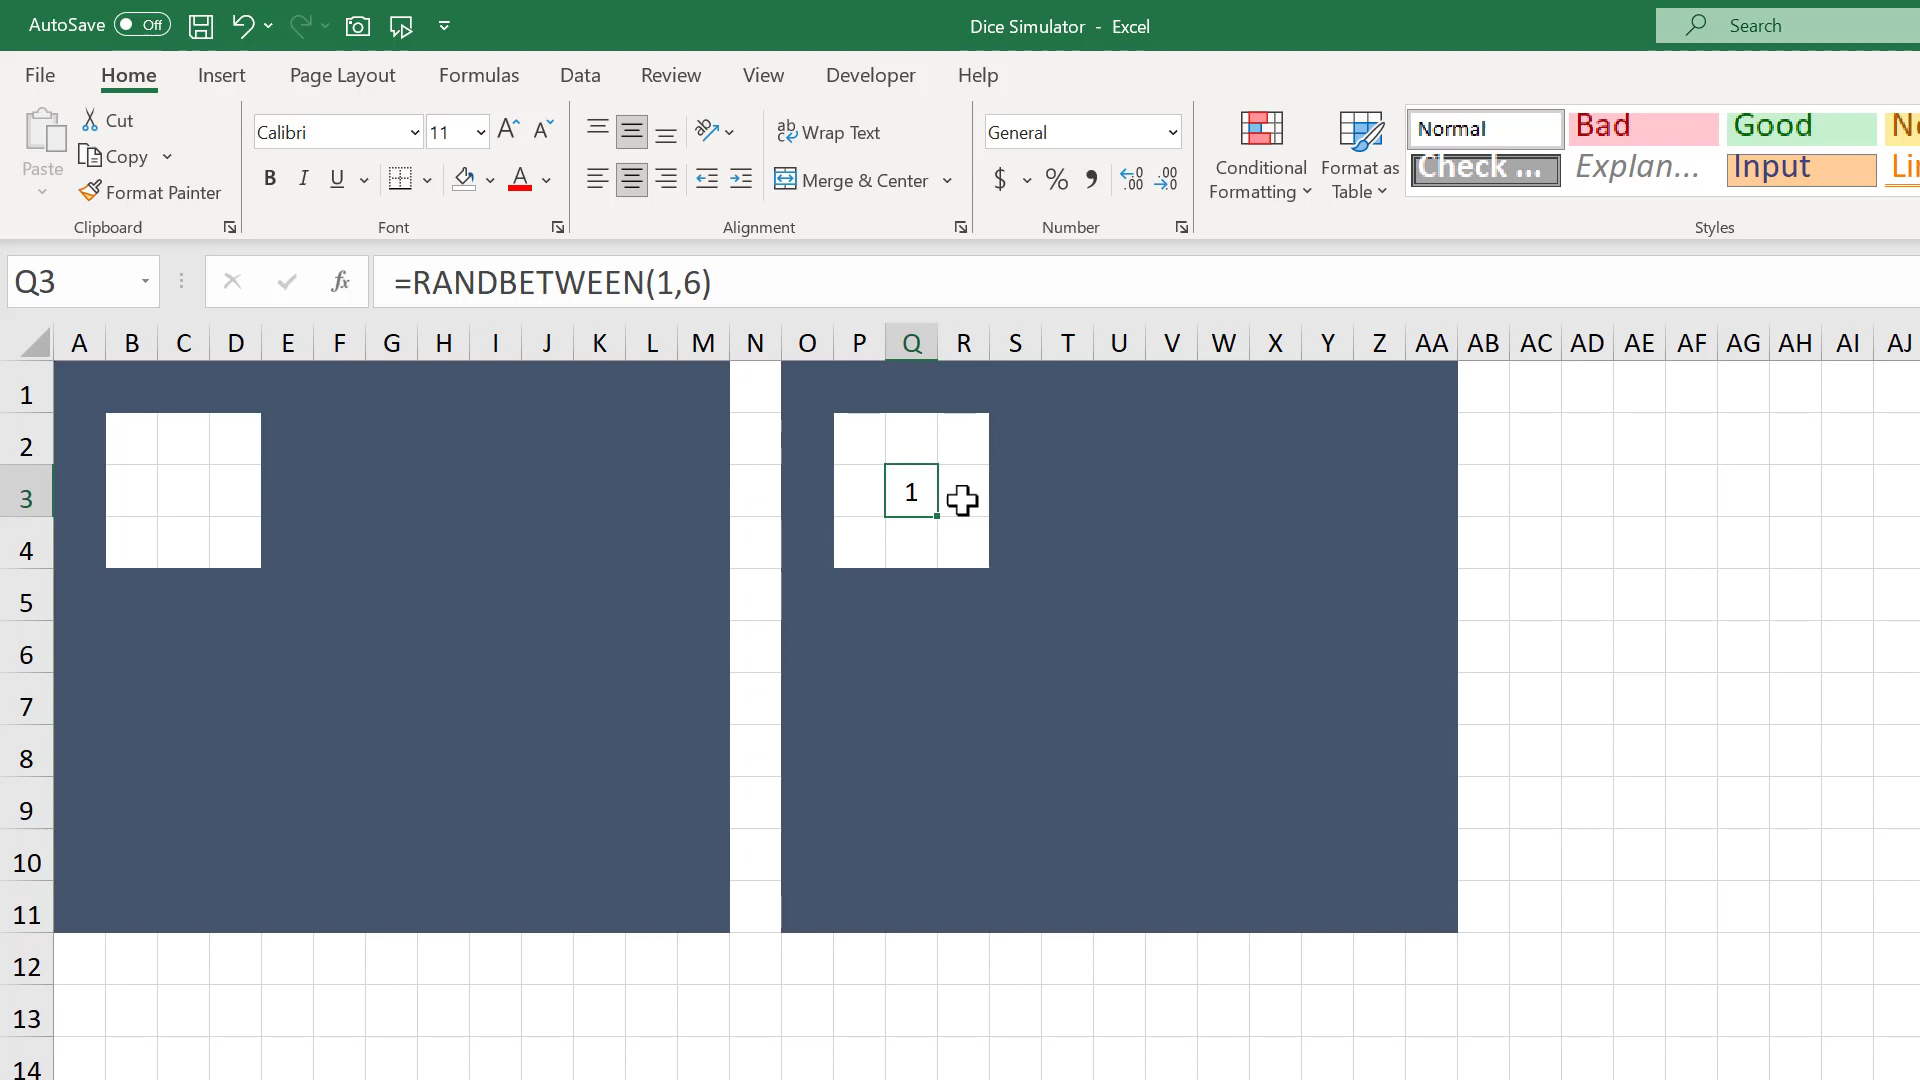 AutoSave Off
Dice Simulator - Excel
Search
File Home Insert Page Layout Formulas Data Review View Developer Help
Paste
Cut
Copy
Format Painter
Clipboard
Calibri 11
B I U
Font
Wrap Text
Merge & Center
Alignment
General
$ % 9
Number
Conditional Formatting
Format as Table
Normal Bad Good
Check ... Explan... Input
Styles
Q3 fx =RANDBETWEEN(1,6)
A B C D E F G H I J K L M N O P Q R S T U V W X Y Z AA AB AC AD AE AF AG AH AI AJ
1
2
3 1
4
5
6
7
8
9
10
11
12
13
14